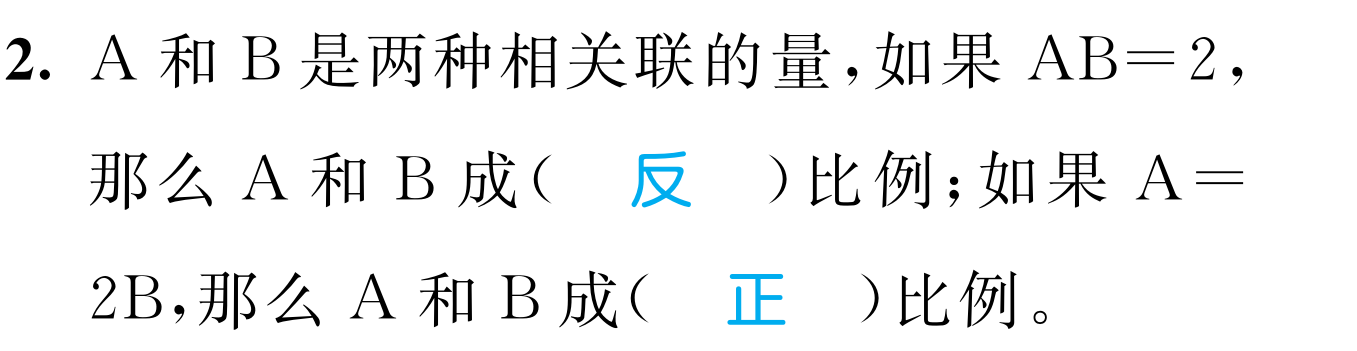 2. A 和 B 是两种相关联的量,如果 AB=2,
那么 A 和 B 成( 反 )比例;如果 A=
2B,那么 A 和 B 成( 正 )比例。